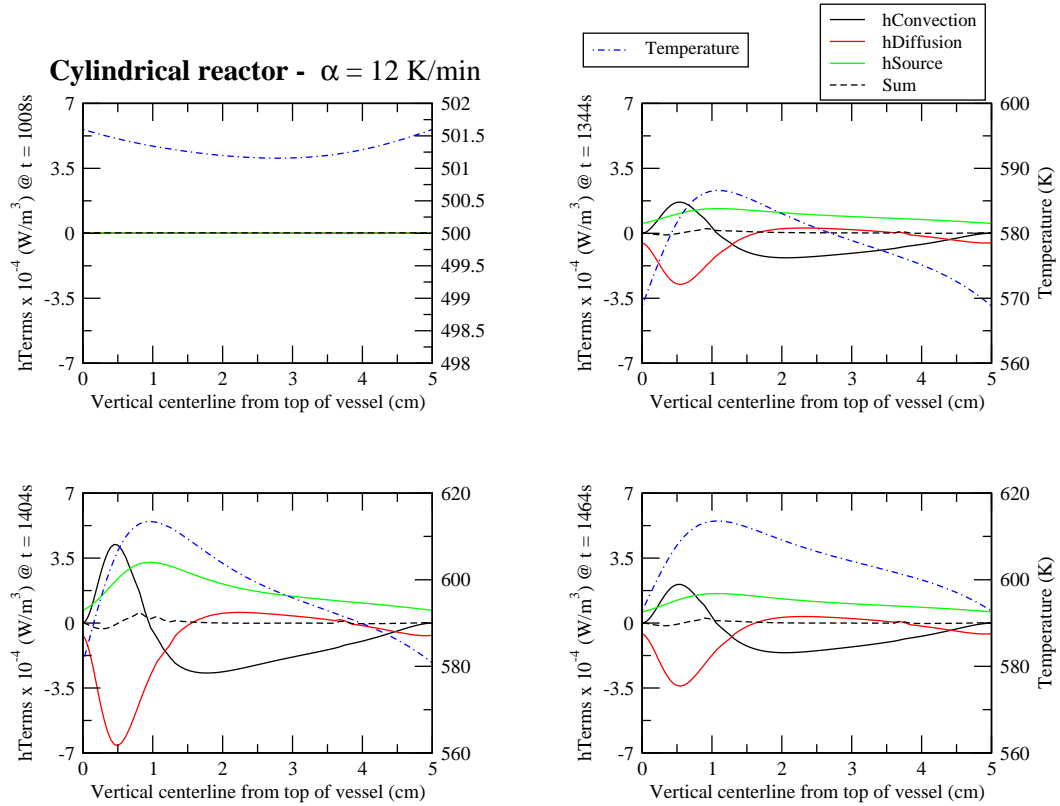 Cylindrical reactor - α = 12 K/min
Temperature
hConvection
hDiffusion
hSource
Sum
hTerms x 10^-4 (W/m^3) @ t = 1008s
7
3.5
0
-3.5
-7
502
501.5
501
500.5
500
499.5
499
498.5
498
0 1 2 3 4 5
Vertical centerline from top of vessel (cm)
hTerms x 10^-4 (W/m^3) @ t = 1344s
7
3.5
0
-3.5
-7
600
590
580
570
560
Temperature (K)
0 1 2 3 4 5
Vertical centerline from top of vessel (cm)
hTerms x 10^-4 (W/m^3) @ t = 1404s
7
3.5
0
-3.5
-7
620
600
580
560
0 1 2 3 4 5
Vertical centerline from top of vessel (cm)
hTerms x 10^-4 (W/m^3) @ t = 1464s
7
3.5
0
-3.5
-7
620
600
580
560
Temperature (K)
0 1 2 3 4 5
Vertical centerline from top of vessel (cm)